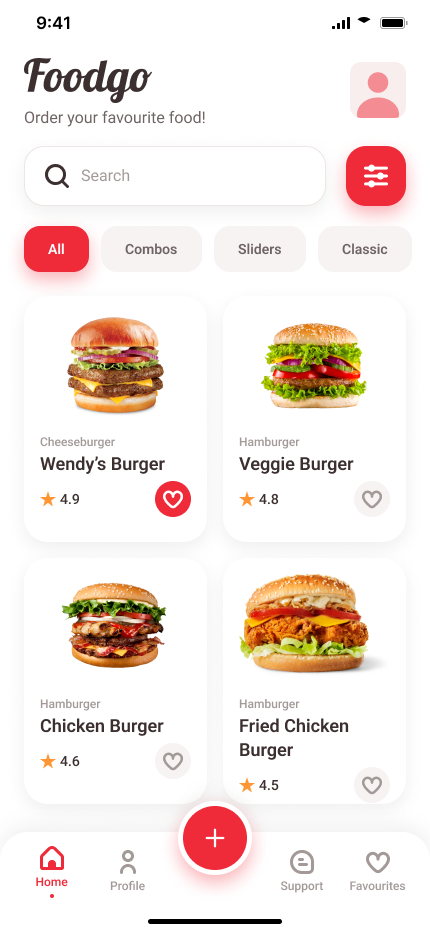 9:41
Foodgo
Order your favourite food!
Search
All Combos Sliders Classic
Cheeseburger
Wendy’s Burger
4.9
Hamburger
Veggie Burger
4.8
Hamburger
Chicken Burger
4.6
Hamburger
Fried Chicken
Burger
4.5
Home Profile Support Favourites